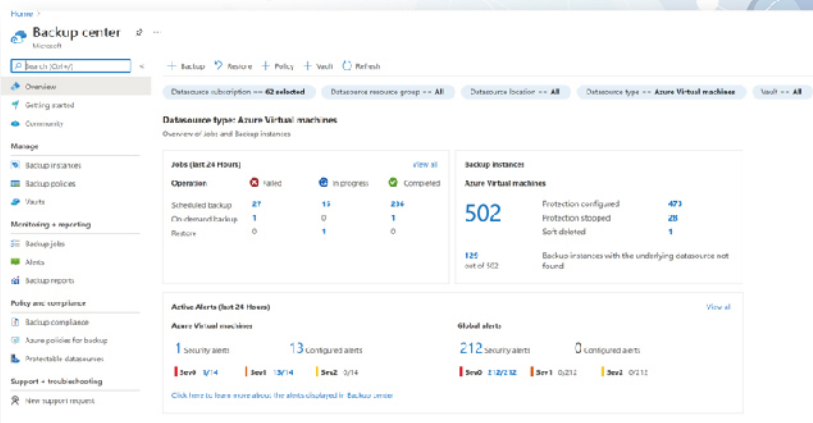 Home >
Backup center
Microsoft
Search (Ctrl+/)
«
Overview
Getting started
Community
Manage
Backup instances
Backup policies
Vaults
Monitoring + reporting
Backup jobs
Alerts
Backup reports
Policy and compliance
Backup compliance
Azure policies for backup
Protectable datasources
Support + troubleshooting
New support request
+ Backup Restore + Policy + Vault Refresh
Datasource subscription == 62 selected Datasource resource group == All Datasource location == All Datasource type == Azure Virtual machines Vault == All
Datasource type: Azure Virtual machines
Overview of Jobs and Backup instances
Jobs (last 24 Hours) View all
Operation Failed In progress Completed
Scheduled backup 27 236
On-demand backup 1 0 1
Restore 0 1 0
Backup instances
Azure Virtual machines
502
Protection configured 473
Protection stopped 28
Soft deleted 1
129
out of 502
Backup instances with the underlying datasource not
found
Active Alerts (last 24 Hours) View all
Azure Virtual machines
1 Security alerts 13 Configured alerts
Sev0 1/14 Sev1 13/14 Sev2 0/14
Global alerts
212 Security alerts 0 Configured alerts
Sev0 212/212 Sev1 0/212 Sev2 0/212
Click here to learn more about the alerts displayed in Backup center